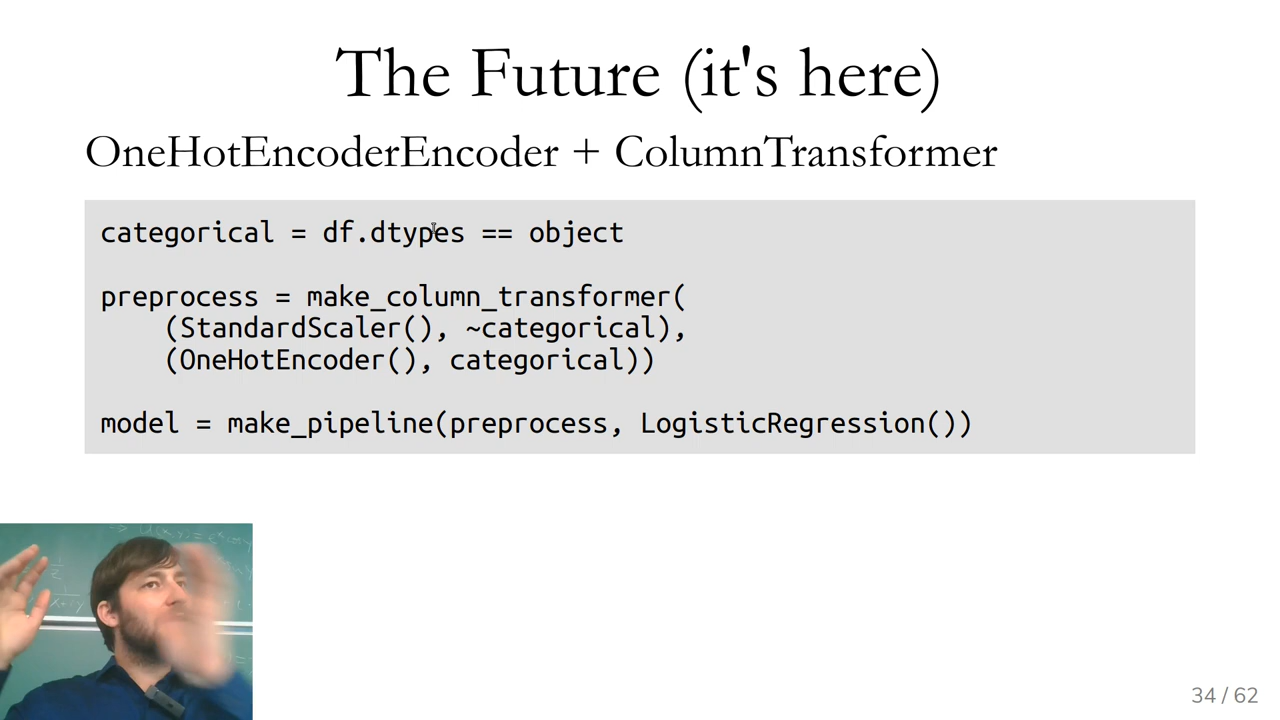 The Future (it's here)
OneHotEncoderEncoder + ColumnTransformer
categorical = df.dtypes == object
preprocess = make_column_transformer(
    (StandardScaler(), ~categorical),
    (OneHotEncoder(), categorical))
model = make_pipeline(preprocess, LogisticRegression())
34 / 62